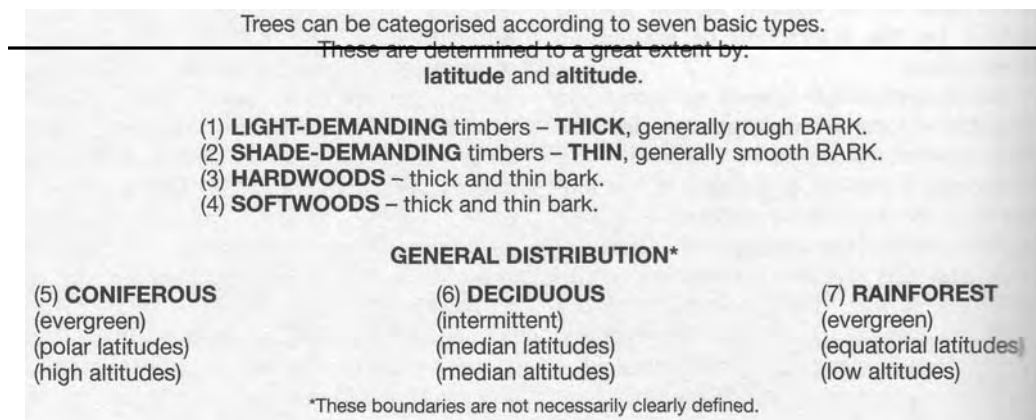 Trees can be categorised according to seven basic types.
These are determined to a great extent by:
latitude and altitude.
(1) LIGHT-DEMANDING timbers – THICK, generally rough BARK.
(2) SHADE-DEMANDING timbers – THIN, generally smooth BARK.
(3) HARDWOODS – thick and thin bark.
(4) SOFTWOODS – thick and thin bark.
GENERAL DISTRIBUTION*
(5) CONIFEROUS
(evergreen)
(polar latitudes)
(high altitudes)
(6) DECIDUOUS
(intermittent)
(median latitudes)
(median altitudes)
(7) RAINFOREST
(evergreen)
(equatorial latitudes)
(low altitudes)
*These boundaries are not necessarily clearly defined.